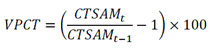 VPCT = (CTSAM_t / CTSAM_{t-1} - 1) × 100